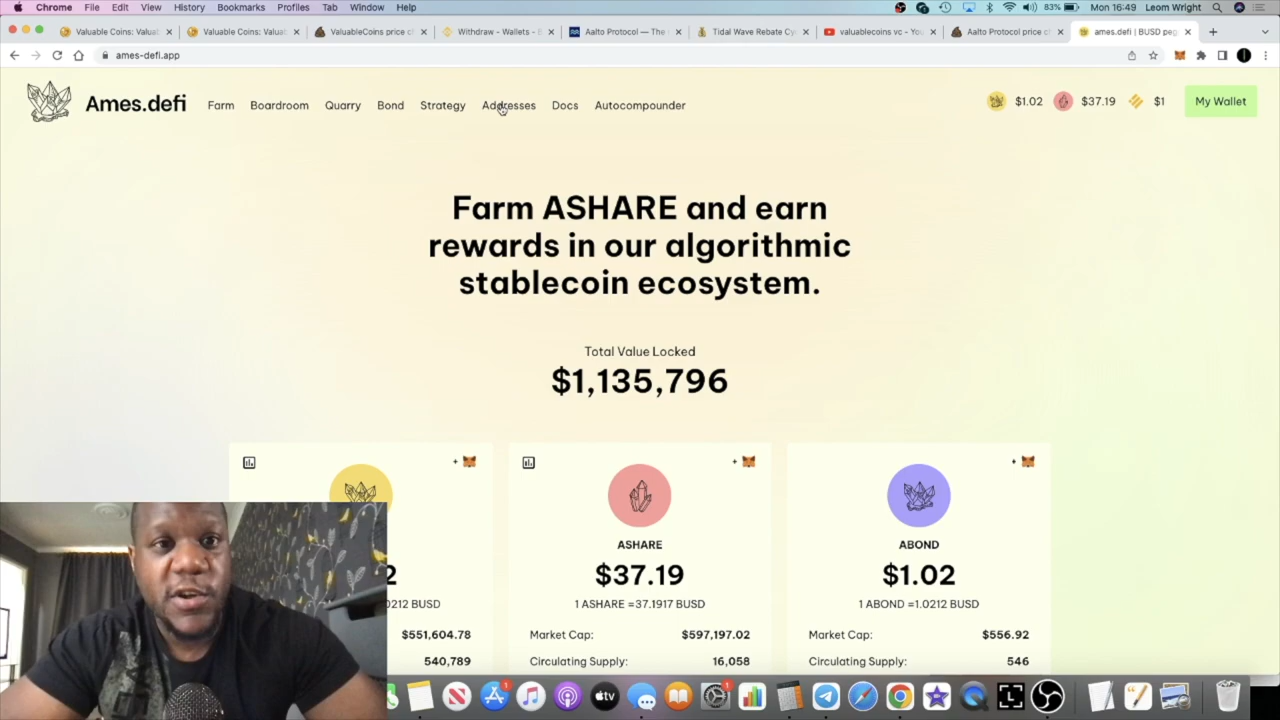 Chrome File Edit View History Bookmarks Profiles Tab Window Help 83% Mon 16:49 Leom Wright
Valuable Coins: Valuat Valuable Coins: Valuat ValuableCoins price c Withdraw - Wallets - B Aalto Protocol — The Tidal Wave Rebate Cy valuablecoins vc - Yo Aalto Protocol price c ames.defi | BUSD peg
ames-defi.app
Ames.defi Farm Boardroom Quarry Bond Strategy Addresses Docs Autocompounder $1.02 $37.19 $1 My Wallet
Farm ASHARE and earn
rewards in our algorithmic
stablecoin ecosystem.
Total Value Locked
$1,135,796
+ + +
ASHARE ABOND
2 $37.19 $1.02
0212 BUSD 1 ASHARE =37.1917 BUSD 1 ABOND =1.0212 BUSD
$551,604.78 Market Cap: $597,197.02 Market Cap: $556.92
540,789 Circulating Supply: 16,058 Circulating Supply: 546
tv